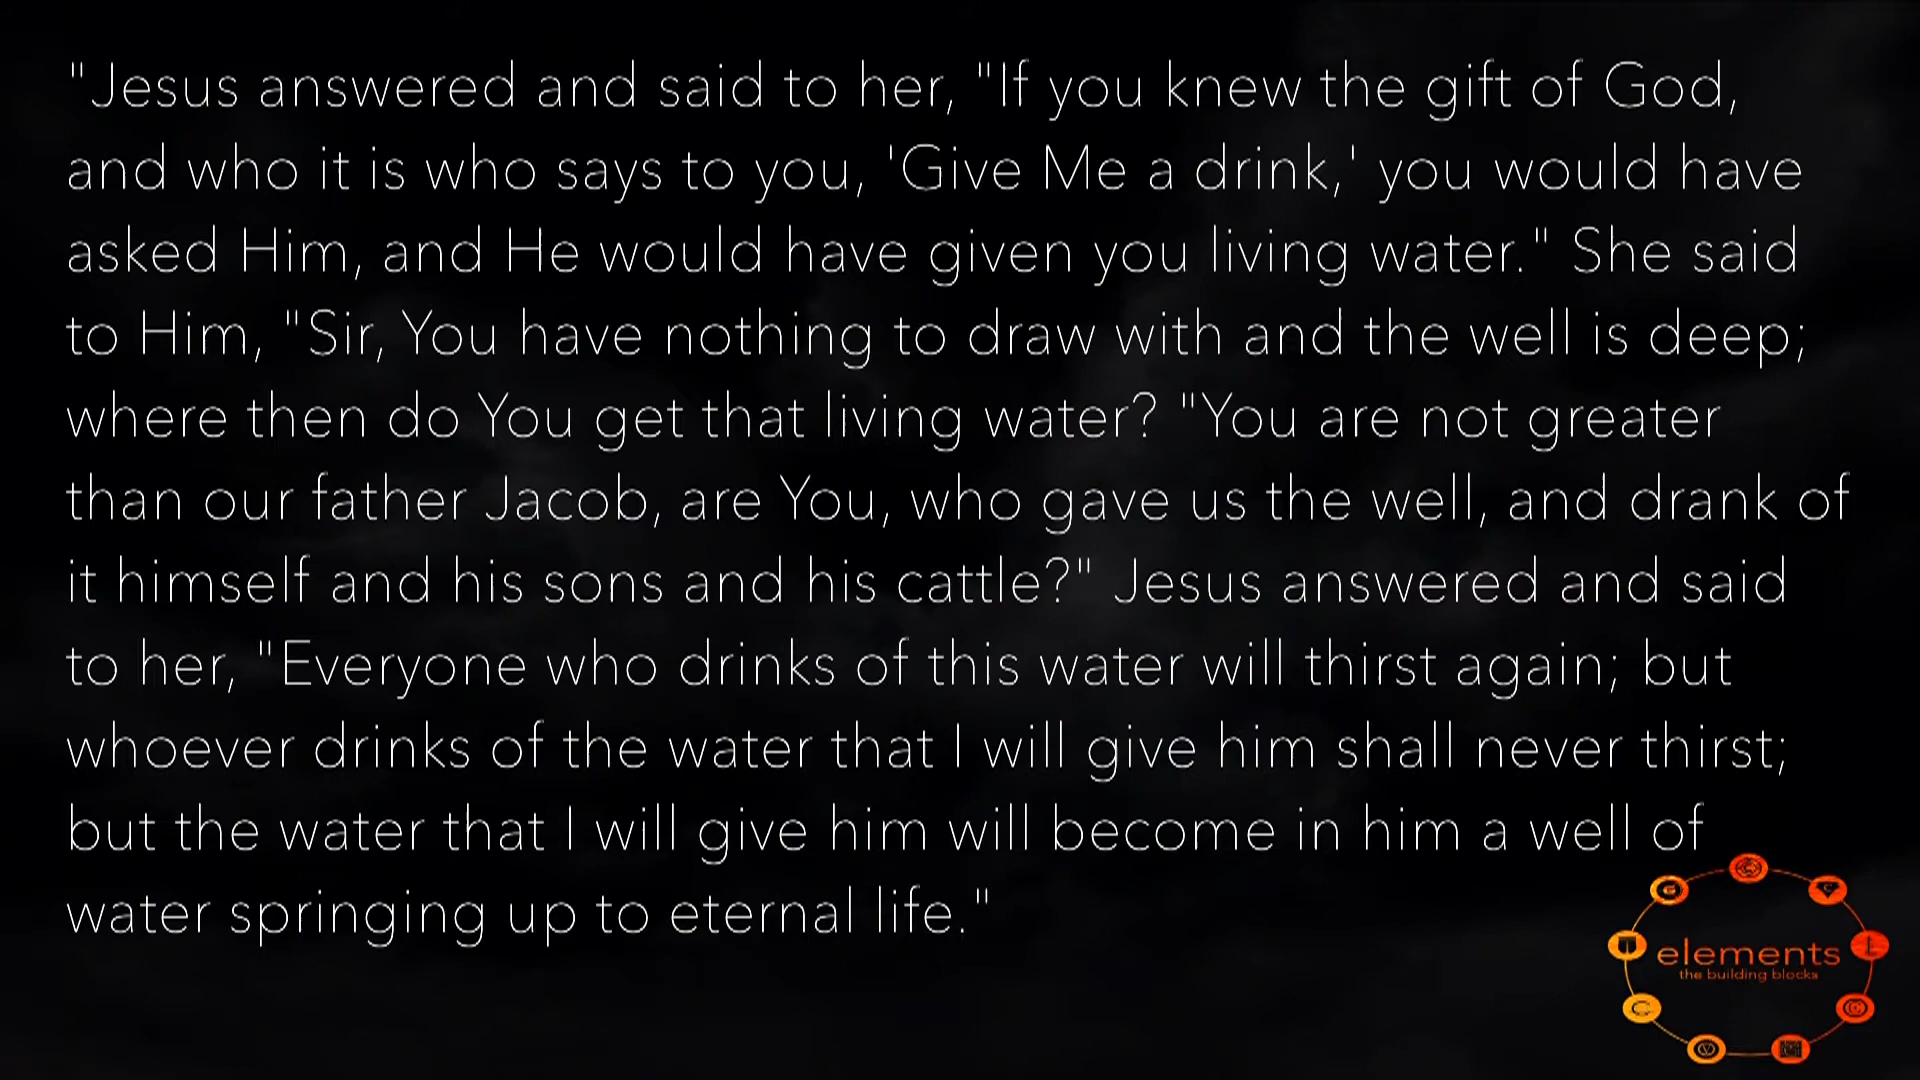 "Jesus answered and said to her, "If you knew the gift of God,
and who it is who says to you, 'Give Me a drink,' you would have
asked Him, and He would have given you living water." She said
to Him, "Sir, You have nothing to draw with and the well is deep;
where then do You get that living water? "You are not greater
than our father Jacob, are You, who gave us the well, and drank of
it himself and his sons and his cattle?" Jesus answered and said
to her, "Everyone who drinks of this water will thirst again; but
whoever drinks of the water that I will give him shall never thirst;
but the water that I will give him will become in him a well of
water springing up to eternal life."
elements
the building blocks